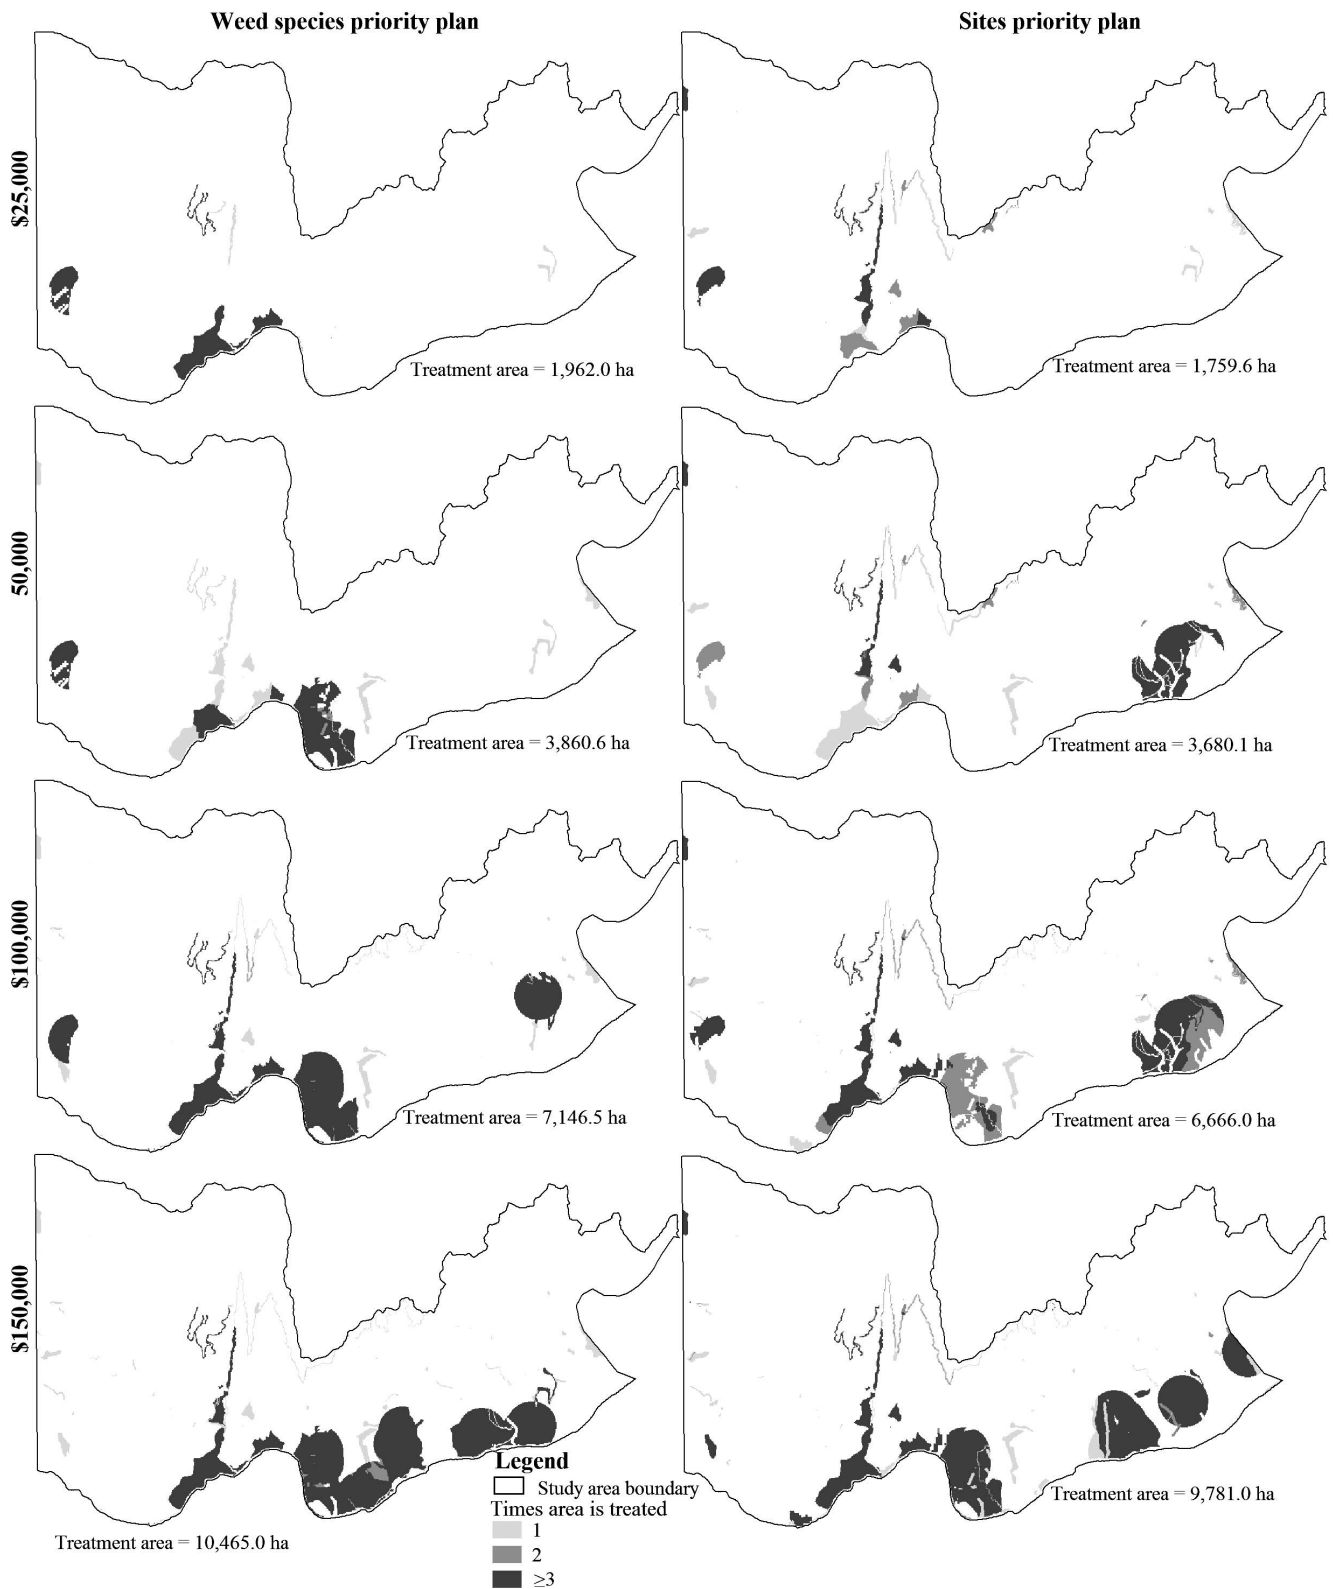 Weed species priority plan
Sites priority plan
$25,000
Treatment area = 1,962.0 ha
Treatment area = 1,759.6 ha
50,000
Treatment area = 3,860.6 ha
Treatment area = 3,680.1 ha
$100,000
Treatment area = 7,146.5 ha
Treatment area = 6,666.0 ha
$150,000
Treatment area = 10,465.0 ha
Treatment area = 9,781.0 ha
Legend
Study area boundary
Times area is treated
1
2
≥3